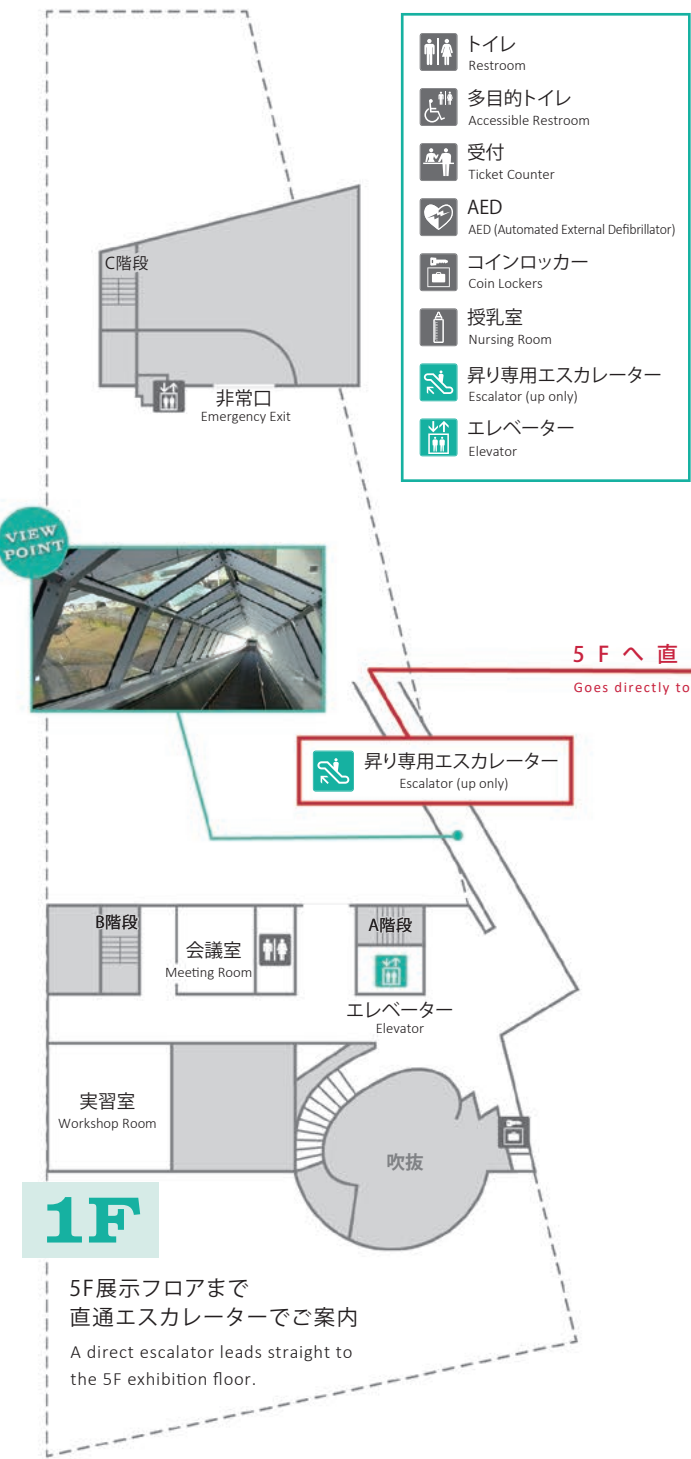 トイレ
Restroom
多目的トイレ
Accessible Restroom
受付
Ticket Counter
AED
AED (Automated External Defibrillator)
コインロッカー
Coin Lockers
授乳室
Nursing Room
昇り専用エスカレーター
Escalator (up only)
エレベーター
Elevator
C階段
非常口
Emergency Exit
VIEW
POINT
5Fへ直
Goes directly to
昇り専用エスカレーター
Escalator (up only)
B階段
会議室
Meeting Room
A階段
エレベーター
Elevator
実習室
Workshop Room
吹抜
1F
5F展示フロアまで
直通エスカレーターでご案内
A direct escalator leads straight to
the 5F exhibition floor.